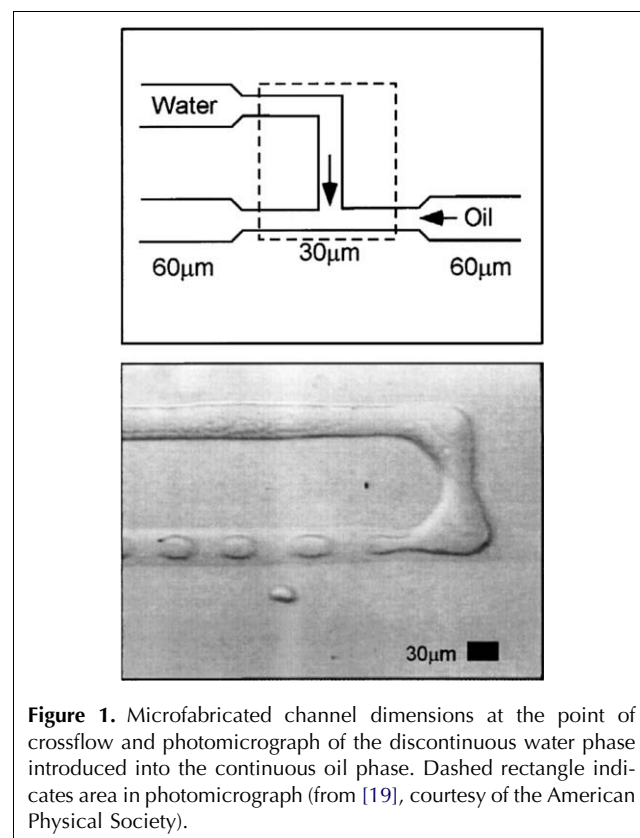 Water
Oil
30μm
60μm
60μm
30μm
Figure 1. Microfabricated channel dimensions at the point of
crossflow and photomicrograph of the discontinuous water phase
introduced into the continuous oil phase. Dashed rectangle indi-
cates area in photomicrograph (from [19], courtesy of the American
Physical Society).